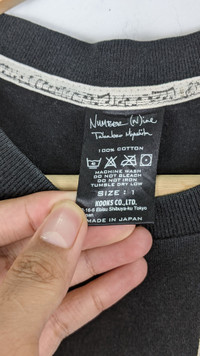 NUMBER (N)ine
Takahiro Miyashita
100% COTTON
MACHINE WASH
DO NOT BLEACH
DO NOT IRON
TUMBLE DRY LOW
SIZE : 1
KOOKS CO., LTD.
Ebisu Shibuya-ku Tokyo
MADE IN JAPAN